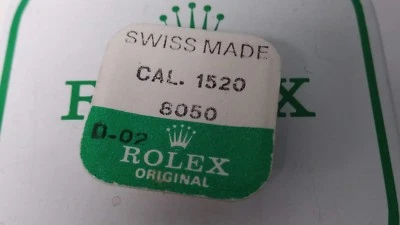 SWISS MADE
CAL. 1520
8050
D-02
ROLEX
ORIGINAL